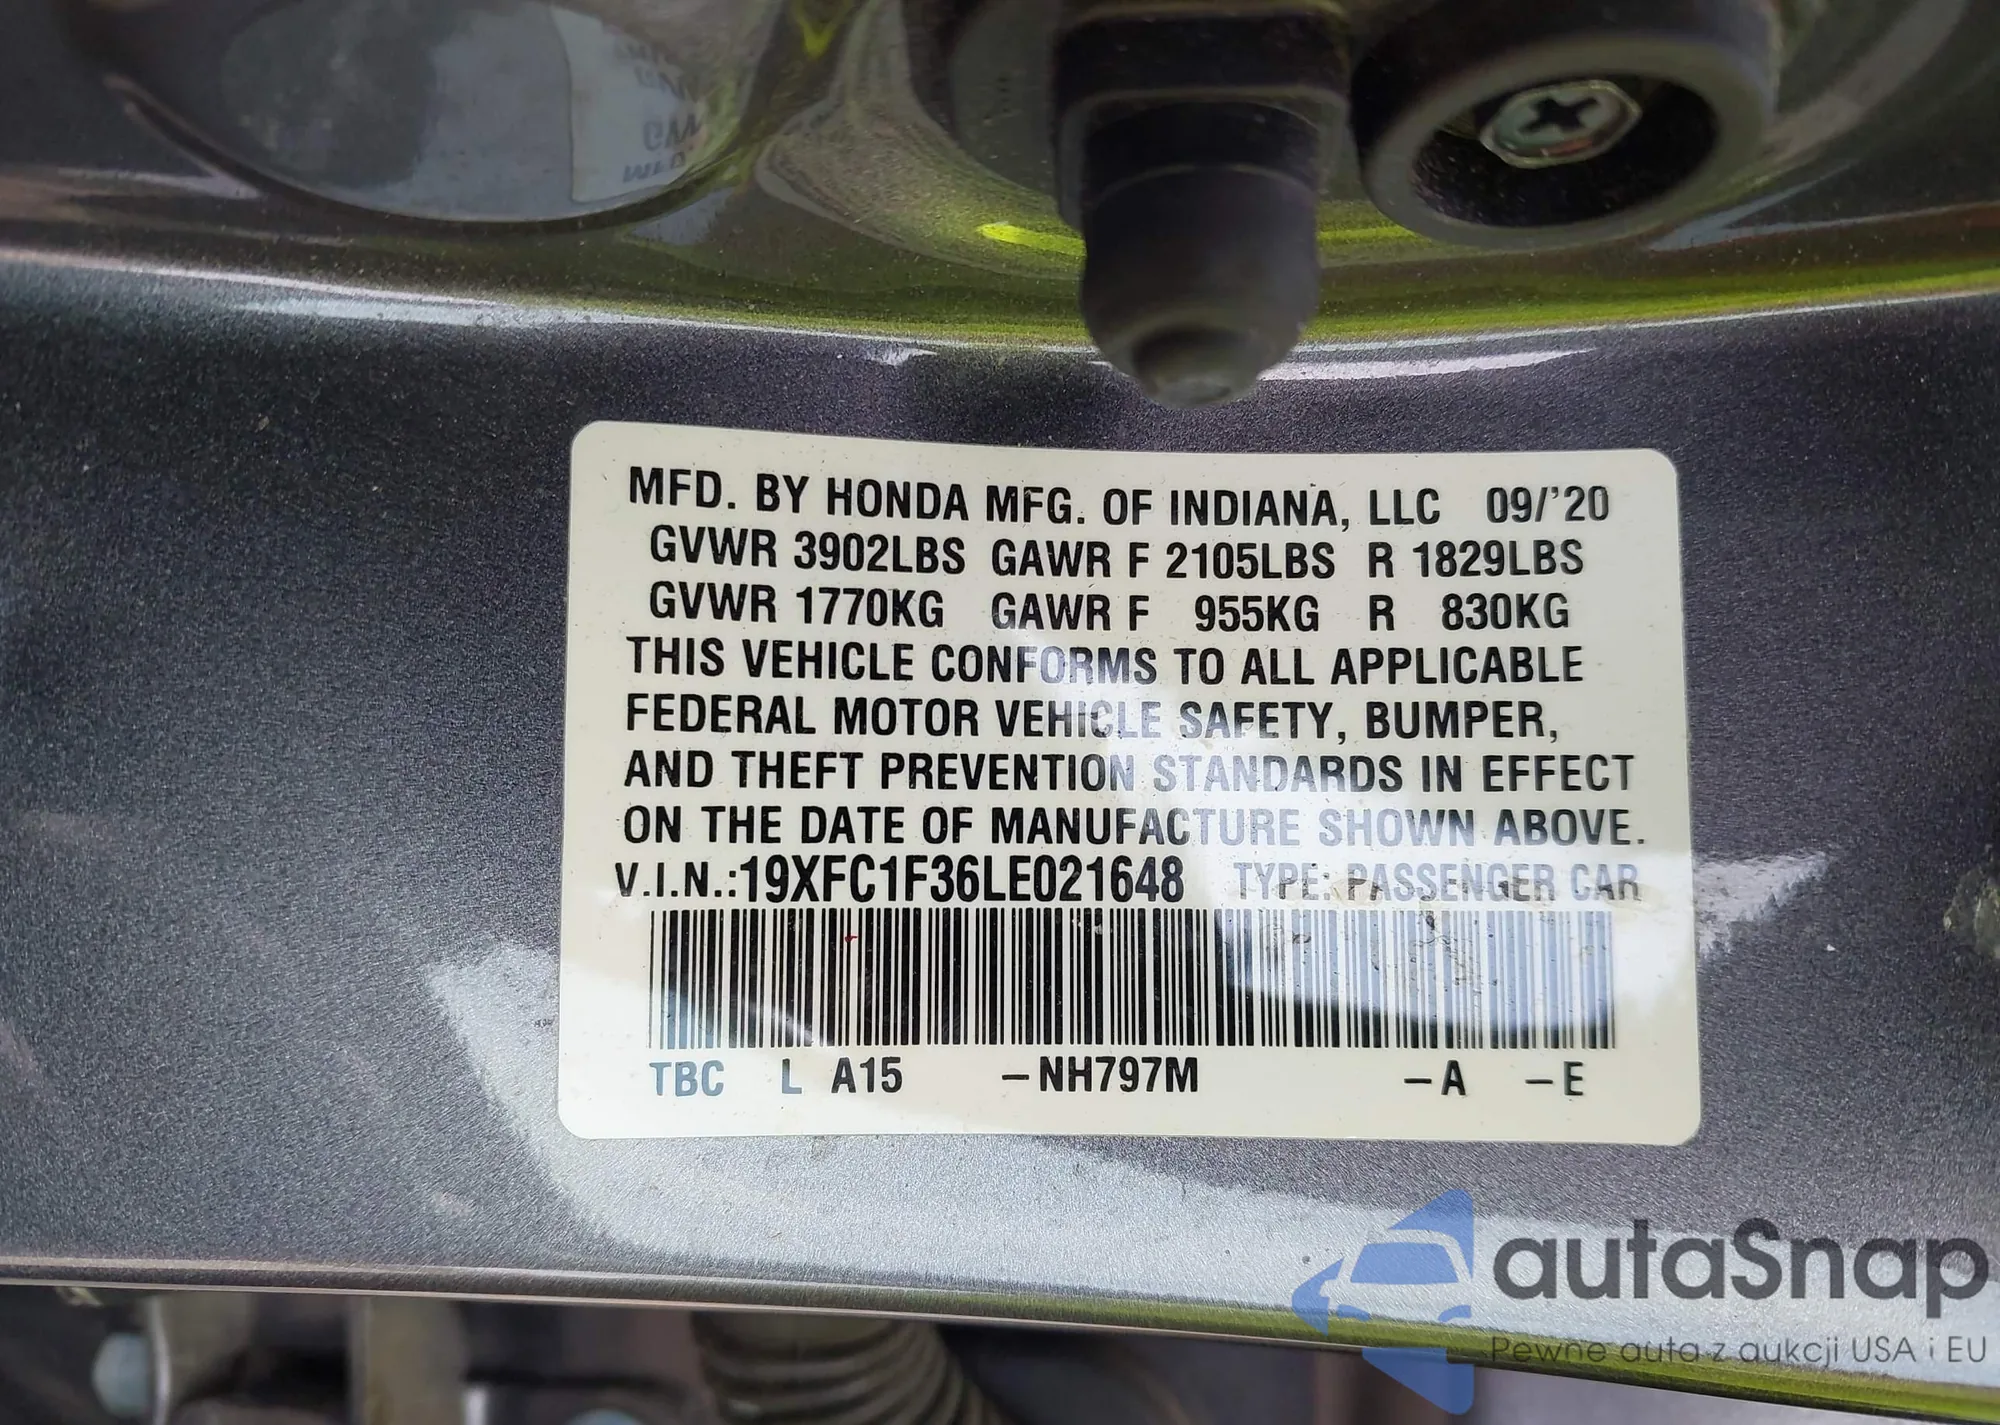 MFD. BY HONDA MFG. OF INDIANA, LLC 09/'20
GVWR 3902LBS GAWR F 2105LBS R 1829LBS
GVWR 1770KG GAWR F 955KG R 830KG
THIS VEHICLE CONFORMS TO ALL APPLICABLE
FEDERAL MOTOR VEHICLE SAFETY, BUMPER,
AND THEFT PREVENTION STANDARDS IN EFFECT
ON THE DATE OF MANUFACTURE SHOWN ABOVE.
V.I.N.:19XFC1F36LE021648 TYPE: PASSENGER CAR
TBC L A15 –NH797M –A –E
autaSnap
Pewne auta z aukcji USA i EU